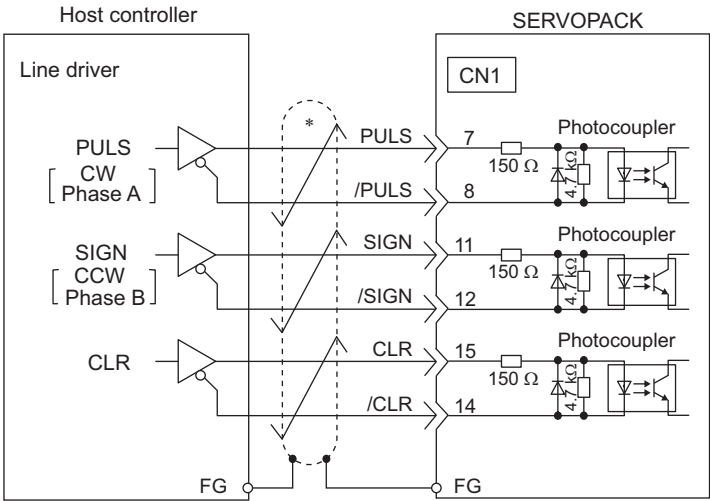 Host controller
SERVOPACK
Line driver
CN1
*
PULS
[CW
Phase A]
PULS
7
150 Ω
4.7 kΩ
Photocoupler
/PULS
8
SIGN
[CCW
Phase B]
SIGN
11
150 Ω
4.7 kΩ
Photocoupler
/SIGN
12
CLR
CLR
15
150 Ω
4.7 kΩ
Photocoupler
/CLR
14
FG
FG